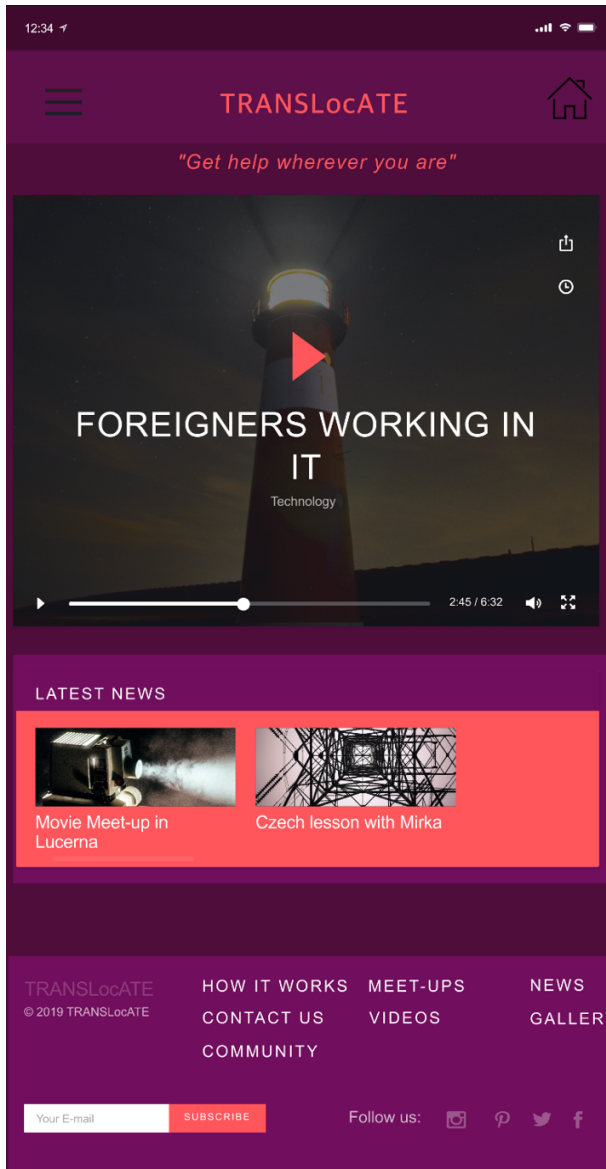 12:34
TRANSLocATE
"Get help wherever you are"
FOREIGNERS WORKING IN
IT
Technology
2:45 / 6:32
LATEST NEWS
Movie Meet-up in
Lucerna
Czech lesson with Mirka
TRANSLocATE
© 2019 TRANSLocATE
HOW IT WORKS
MEET-UPS
NEWS
CONTACT US
VIDEOS
GALLER
COMMUNITY
Your E-mail
SUBSCRIBE
Follow us: